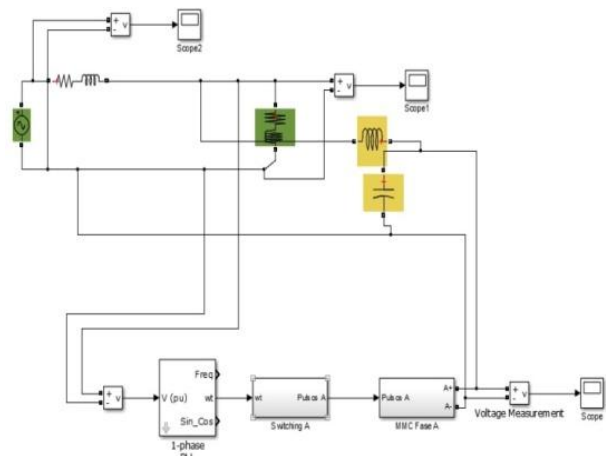 +
-
v
Scope2
+
-
v
Scope1
+
-
v
V (pu)
Freq
wt
Sin_Cos
1-phase
wt
Pulsos A
Switching A
Pulsos A
A+
A-
MMC Fase A
+
-
v
Voltage Measurement
Scope